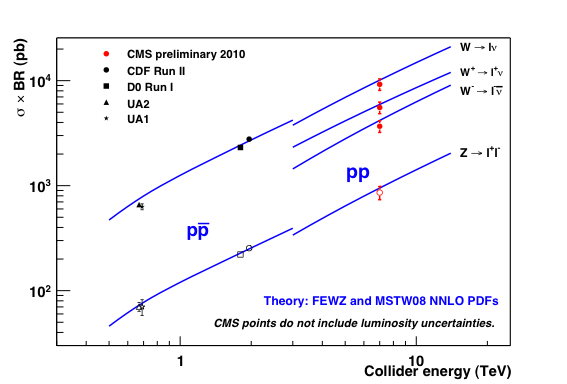 σ × BR (pb)
10⁴
10³
10²
CMS preliminary 2010
CDF Run II
D0 Run I
UA2
UA1
W → lν
W⁺ → l⁺ν
W⁻ → l⁻ν̅
Z → l⁺l⁻
pp
pp̅
Theory: FEWZ and MSTW08 NNLO PDFs
CMS points do not include luminosity uncertainties.
1
10
Collider energy (TeV)